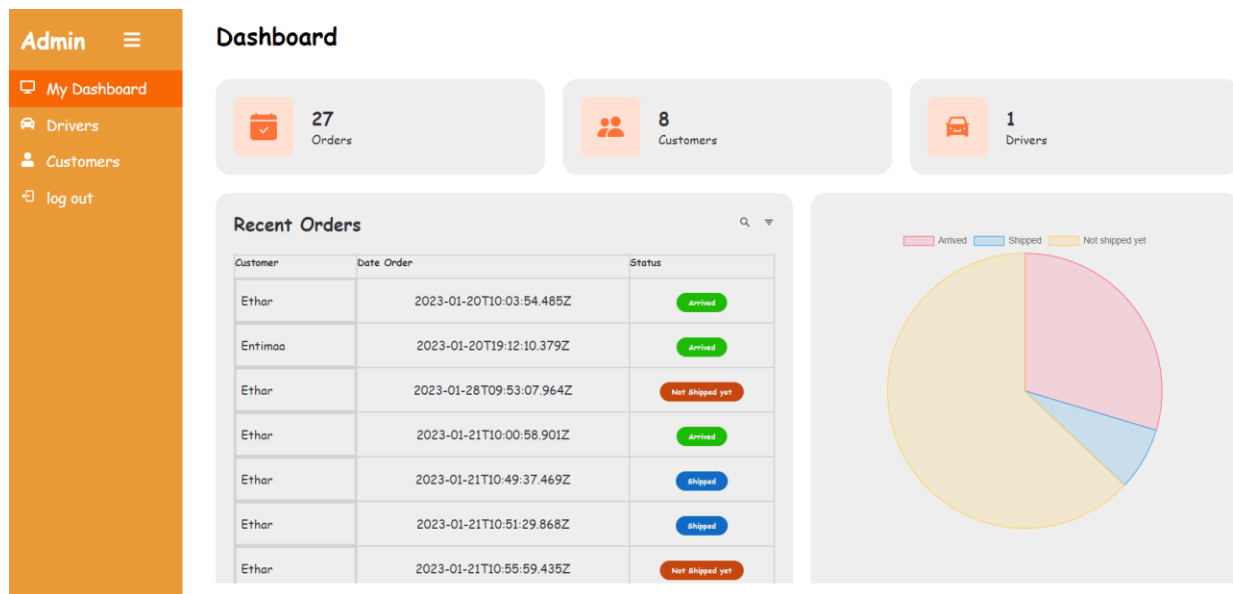 Admin
My Dashboard
Drivers
Customers
log out
Dashboard
27
Orders
8
Customers
1
Drivers
Recent Orders
Customer Date Order Status
Ethar 2023-01-20T10:03:54.485Z Arrived
Entimaa 2023-01-20T19:12:10.379Z Arrived
Ethar 2023-01-28T09:53:07.964Z Not Shipped yet
Ethar 2023-01-21T10:00:58.901Z Arrived
Ethar 2023-01-21T10:49:37.469Z Shipped
Ethar 2023-01-21T10:51:29.868Z Shipped
Ethar 2023-01-21T10:55:59.435Z Not Shipped yet
Arrived Shipped Not shipped yet